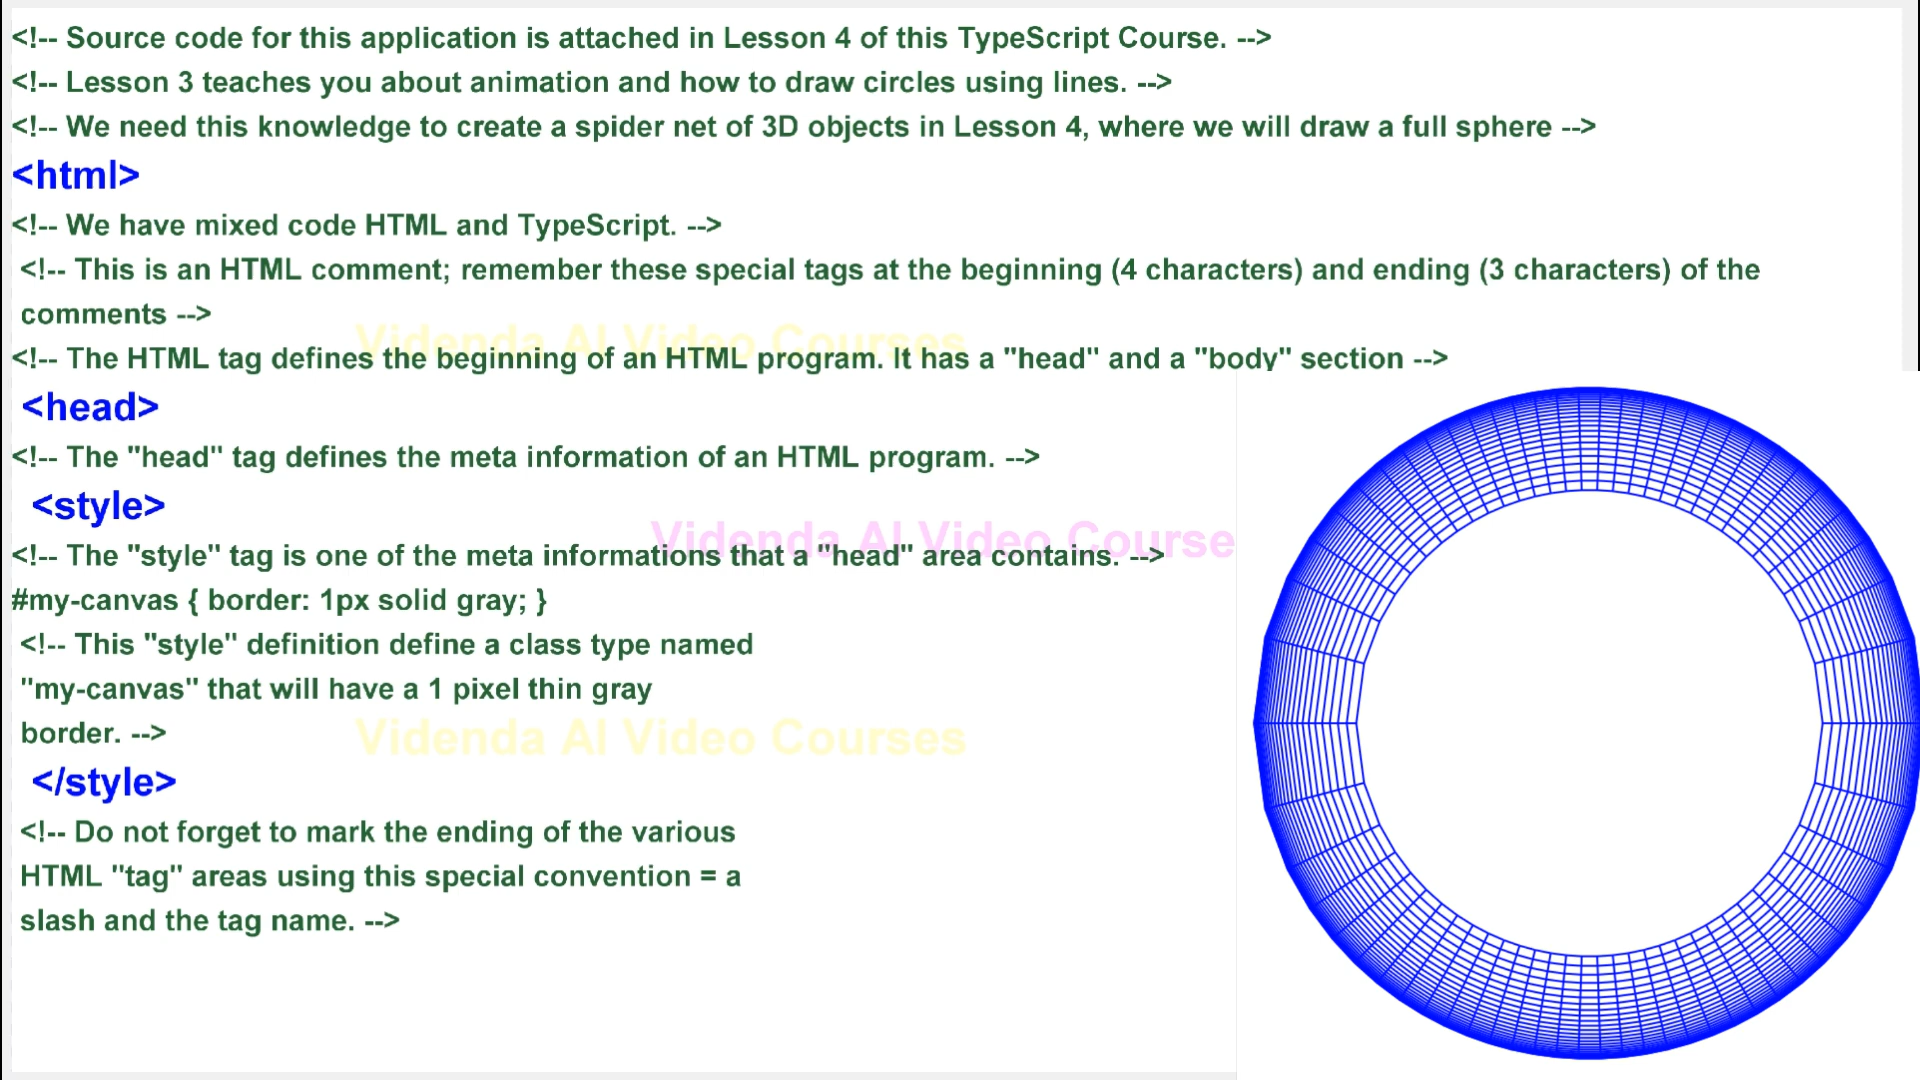 <!-- Source code for this application is attached in Lesson 4 of this TypeScript Course. -->
<!-- Lesson 3 teaches you about animation and how to draw circles using lines. -->
<!-- We need this knowledge to create a spider net of 3D objects in Lesson 4, where we will draw a full sphere -->
<html>
<!-- We have mixed code HTML and TypeScript. -->
<!-- This is an HTML comment; remember these special tags at the beginning (4 characters) and ending (3 characters) of the
comments -->
Videnda AI Video Courses
<!-- The HTML tag defines the beginning of an HTML program. It has a "head" and a "body" section -->
<head>
<!-- The "head" tag defines the meta information of an HTML program. -->
<style>
Videnda AI Video Course
<!-- The "style" tag is one of the meta informations that a "head" area contains. -->
#my-canvas { border: 1px solid gray; }
<!-- This "style" definition define a class type named
"my-canvas" that will have a 1 pixel thin gray
border. -->
Videnda AI Video Courses
</style>
<!-- Do not forget to mark the ending of the various
HTML "tag" areas using this special convention = a
slash and the tag name. -->